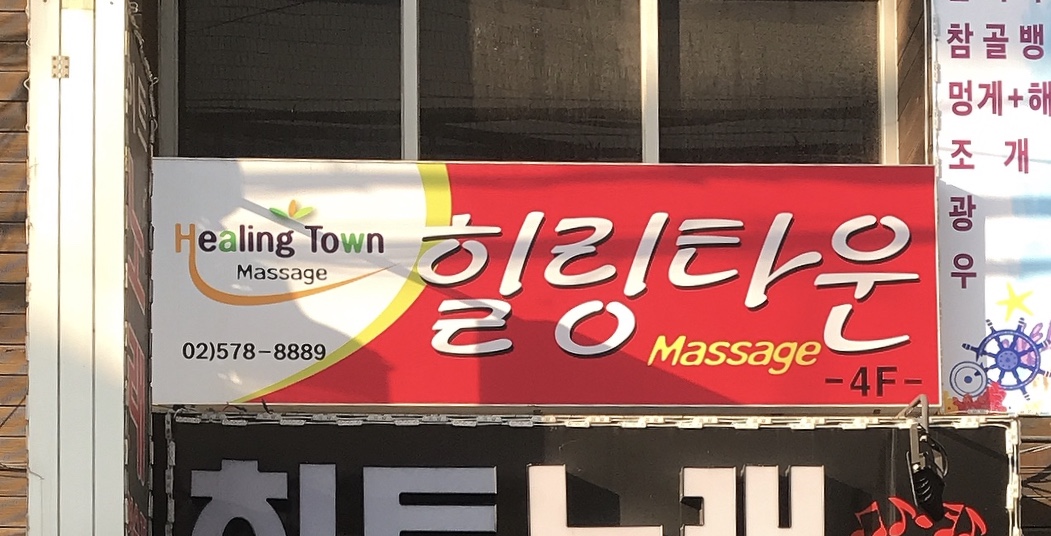 Healing Town
Massage
02)578-8889
힐링타운
Massage
-4F-
참골뱅
멍게+해
조 개
광
우